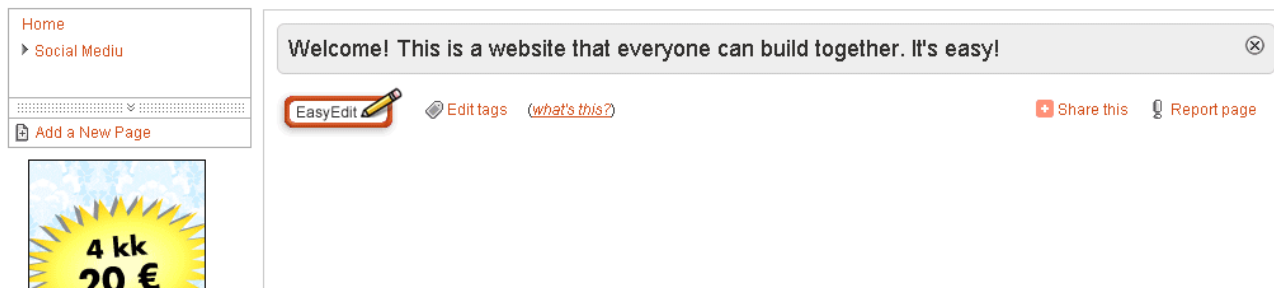 Home
Social Mediu
Add a New Page
4 kk
20 €
Welcome! This is a website that everyone can build together. It's easy!
EasyEdit
Edit tags (what's this?)
Share this
Report page